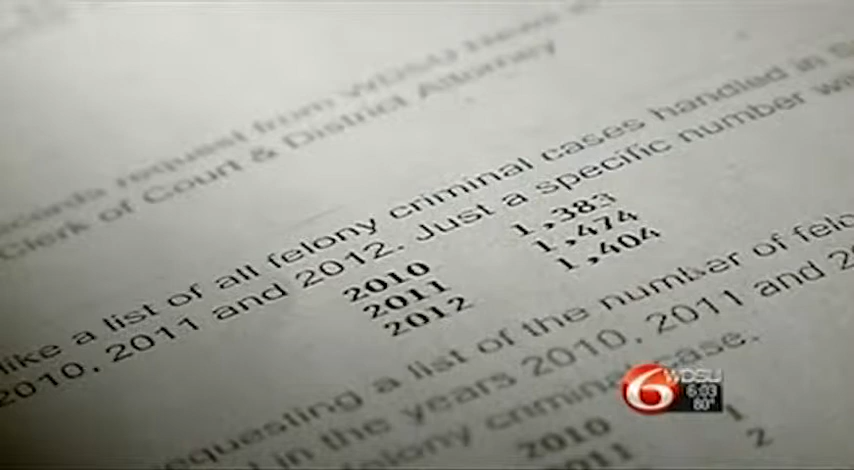 cords request from WDSU News
Clerk of Court & District Attorney
like a list of all felony criminal cases handled in
2010, 2011 and 2012. Just a specific number
2010 1,383
2011 1,474
2012 1,404
equesting a list of the number of felo
in the years 2010, 2011 and 2
felony criminal case.
2010 1
2011 2
6 WDSU
6:03
80°